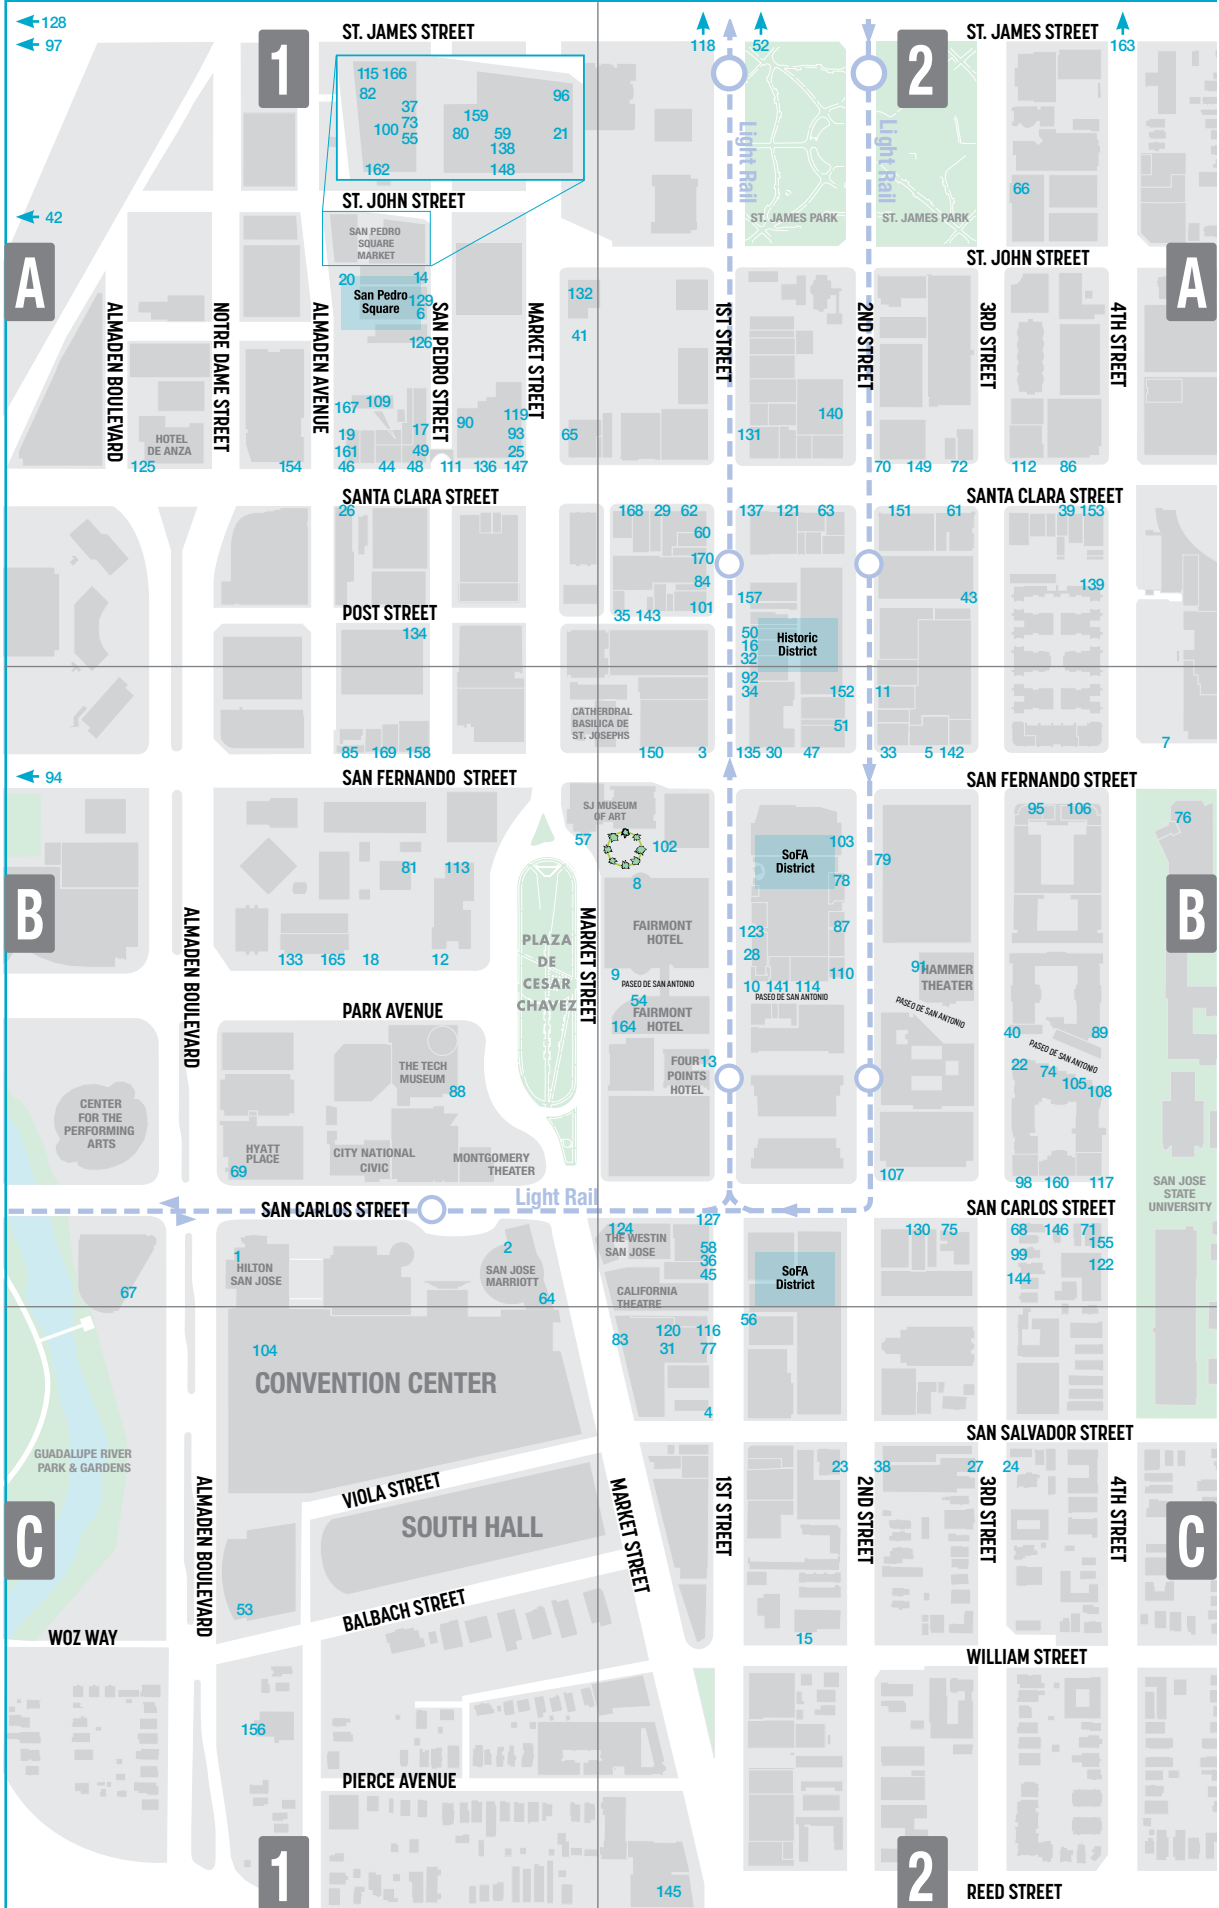 128
97
ST. JAMES STREET
118
52
ST. JAMES STREET
163
1
2
115 166
82
37
100
73
55
162
96
159
80
59
21
138
148
Light Rail
Light Rail
66
ST. JOHN STREET
42
SAN PEDRO
SQUARE
MARKET
ST. JAMES PARK
ST. JAMES PARK
ST. JOHN STREET
A
A
20
14
San Pedro
Square
129
6
126
132
41
ALMADEN BOULEVARD
NOTRE DAME STREET
ALMADEN AVENUE
SAN PEDRO STREET
MARKET STREET
1ST STREET
2ND STREET
3RD STREET
4TH STREET
167
109
19
17
161
49
90
119
93
25
65
131
140
HOTEL
DE ANZA
125
154
46
44
48
111
136
147
70
149
72
112
86
SANTA CLARA STREET
SANTA CLARA STREET
26
168
29
62
137
121
63
151
61
39
153
60
170
84
101
157
43
139
POST STREET
134
35
143
50
16
32
Historic
District
92
34
152
11
51
CATHERDRAL
BASILICA DE
ST. JOSEPHS
85
169
158
150
3
135
30
47
33
5
142
7
94
SAN FERNANDO STREET
SAN FERNANDO STREET
SJ MUSEUM
OF ART
57
102
8
95
106
76
103
79
SoFA
District
78
81
113
B
B
ALMADEN BOULEVARD
PLAZA
DE
CESAR
CHAVEZ
MARKET STREET
FAIRMONT
HOTEL
123
28
87
110
133
165
18
12
9
PASEO DE SAN ANTONIO
54
164
FAIRMONT
HOTEL
10
141
114
PASEO DE SAN ANTONIO
91
HAMMER
THEATER
PASEO DE SAN ANTONIO
PARK AVENUE
40
89
PASEO DE SAN ANTONIO
22
74
105
108
THE TECH
MUSEUM
88
FOUR
POINTS
HOTEL
13
CENTER
FOR THE
PERFORMING
ARTS
HYATT
PLACE
69
CITY NATIONAL
CIVIC
MONTGOMERY
THEATER
107
98
160
117
SAN JOSE
STATE
UNIVERSITY
Light Rail
SAN CARLOS STREET
SAN CARLOS STREET
124
127
THE WESTIN
SAN JOSE
58
36
45
130
75
68
146
71
155
99
122
144
1
HILTON
SAN JOSE
2
SAN JOSE
MARRIOTT
64
67
CALIFORNIA
THEATRE
SoFA
District
56
83
120
116
31
77
104
CONVENTION CENTER
4
SAN SALVADOR STREET
GUADALUPE RIVER
PARK & GARDENS
23
38
27
24
ALMADEN BOULEVARD
VIOLA STREET
SOUTH HALL
MARKET STREET
1ST STREET
2ND STREET
3RD STREET
4TH STREET
C
C
53
BALBACH STREET
WOZ WAY
15
WILLIAM STREET
156
PIERCE AVENUE
1
2
145
REED STREET